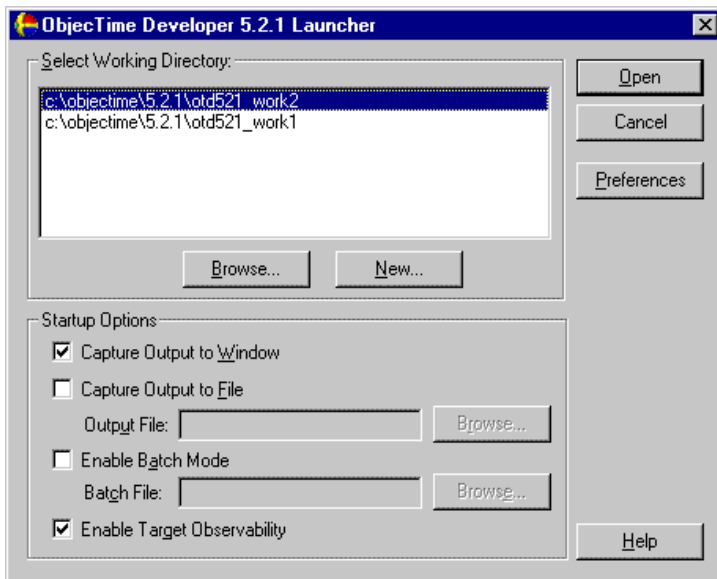 ObjecTime Developer 5.2.1 Launcher
Select Working Directory:
c:\objectime\5.2.1\otd521_work2
c:\objectime\5.2.1\otd521_work1
Browse...
New...
Open
Cancel
Preferences
Startup Options
Capture Output to Window
Capture Output to File
Output File:
Browse...
Enable Batch Mode
Batch File:
Browse...
Enable Target Observability
Help